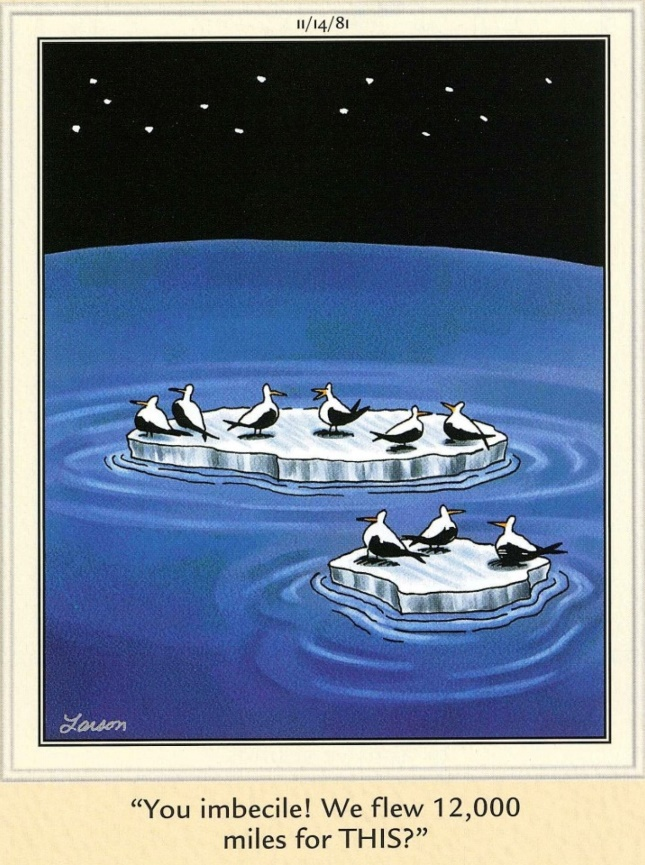 11/14/81
Larson
"You imbecile! We flew 12,000
miles for THIS?"